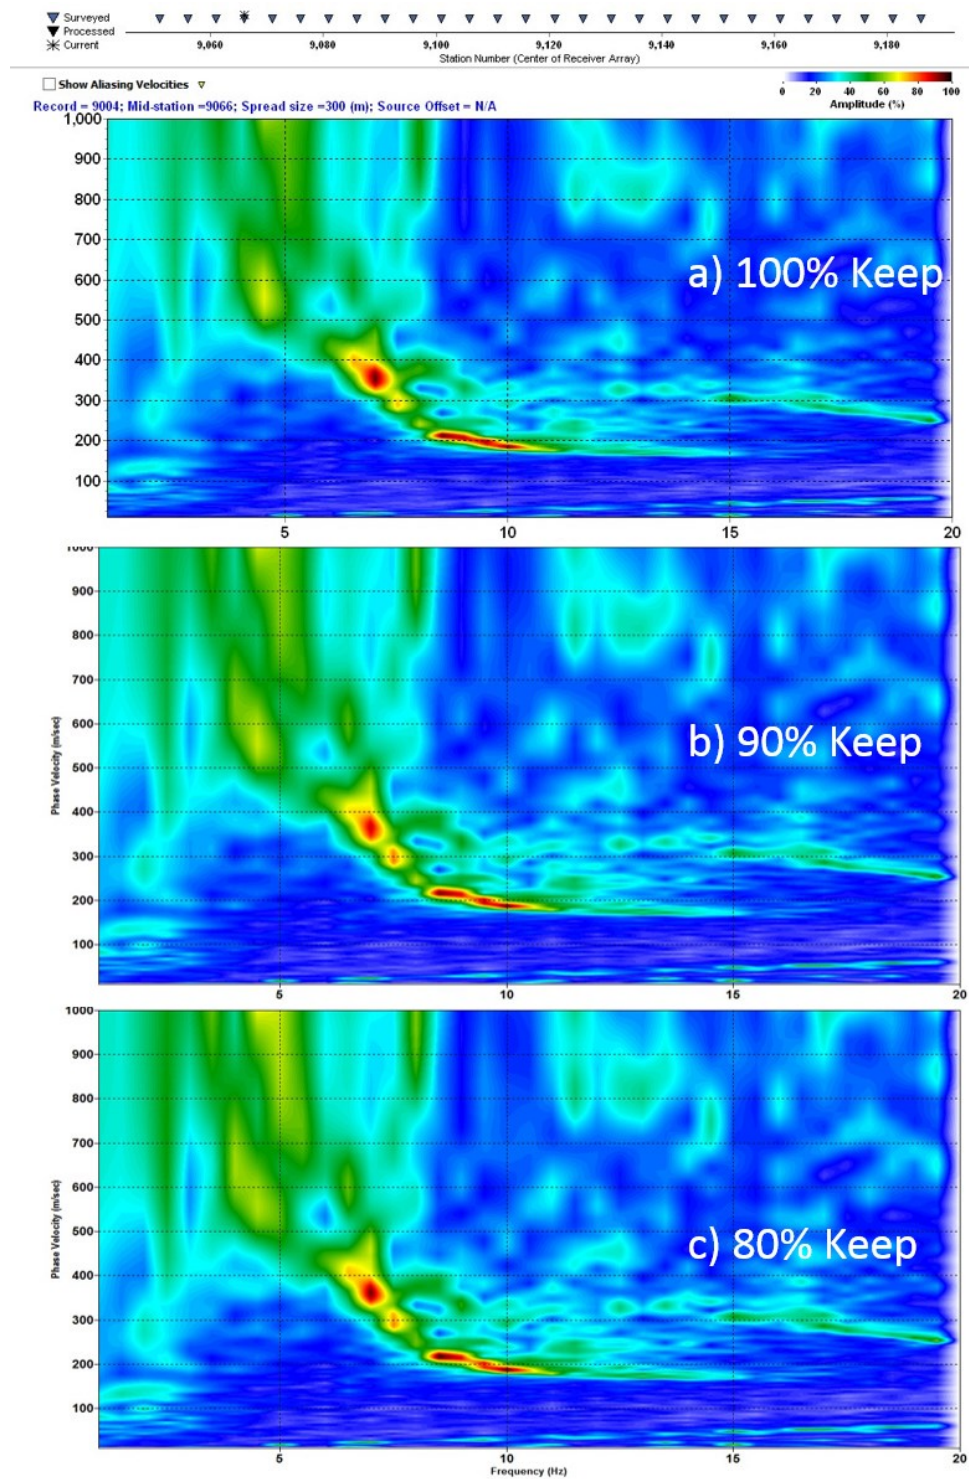 Surveyed
Processed
Current
9,060 9,080 9,100 9,120 9,140 9,160 9,180
Station Number (Center of Receiver Array)
Show Aliasing Velocities
0 20 40 60 80 100
Amplitude (%)
Record = 9004; Mid-station =9066; Spread size =300 (m); Source Offset = N/A
1,000
900
800
700
600
500
400
300
200
100
a) 100% Keep
5 10 15 20
1000
900
800
700
600
500
400
300
200
100
Phase Velocity (m/sec)
b) 90% Keep
5 10 15 20
1000
900
800
700
600
500
400
300
200
100
Phase Velocity (m/sec)
c) 80% Keep
5 10 15 20
Frequency (Hz)